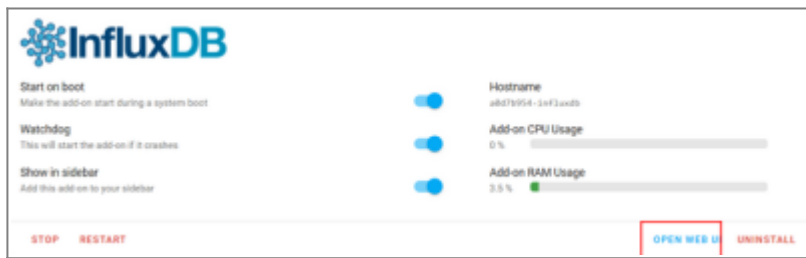 InfluxDB
Start on boot
Make the add-on start during a system boot
Hostname
a0d7b954-influxdb
Watchdog
This will start the add-on if it crashes
Add-on CPU Usage
0 %
Show in sidebar
Add this add-on to your sidebar
Add-on RAM Usage
3.5 %
STOP RESTART OPEN WEB U UNINSTALL